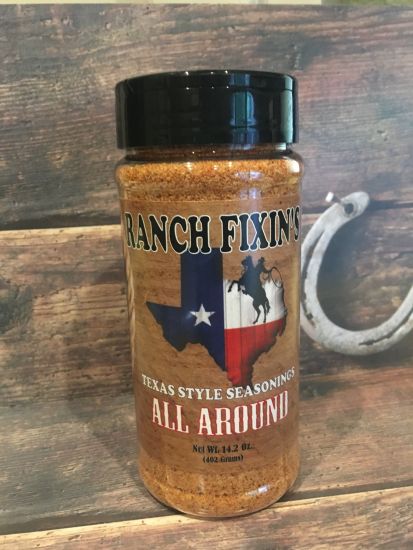 RANCH FIXIN'S
TEXAS STYLE SEASONINGS
ALL AROUND
Net Wt. 14.2 Oz.
(402 Grams)